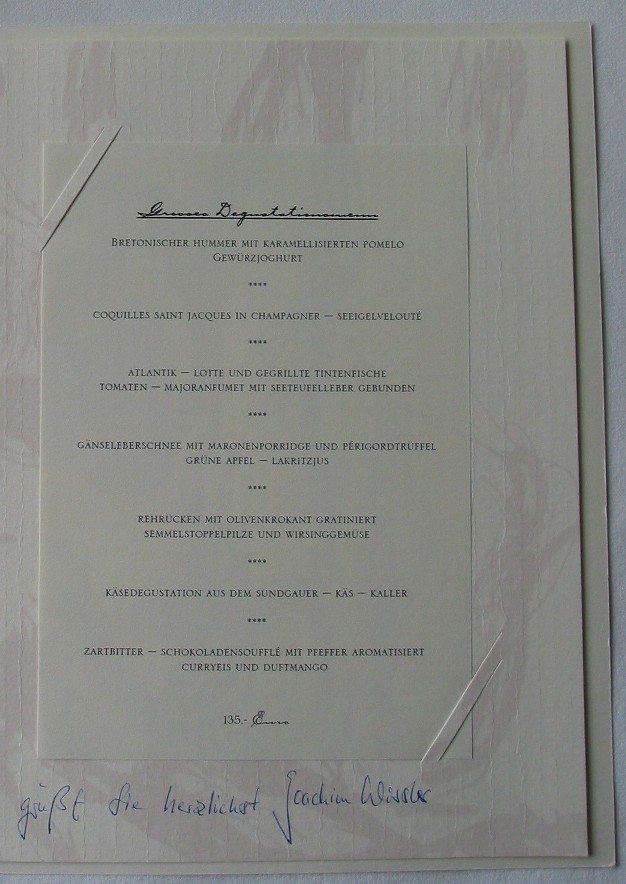 Grosses Degustationsmenu
BRETONISCHER HUMMER MIT KARAMELLISIERTEN POMELO
GEWÜRZJOGHURT
****
COQUILLES SAINT JACQUES IN CHAMPAGNER — SEEIGELVELOUTÉ
****
ATLANTIK — LOTTE UND GEGRILLTE TINTENFISCHE
TOMATEN — MAJORANFUMET MIT SEETEUFELLEBER GEBUNDEN
****
GÄNSELEBERSCHNEE MIT MARONENPORRIDGE UND PÉRIGORDTRÜFFEL
GRÜNE APFEL — LAKRITZJUS
****
REHRÜCKEN MIT OLIVENKROKANT GRATINIERT
SEMMELSTOPPELPILZE UND WIRSINGGEMÜSE
****
KÄSEDEGUSTATION AUS DEM SUNDGAUER — KÄS — KALLER
****
ZARTBITTER — SCHOKOLADENSOUFFLÉ MIT PFEFFER AROMATISIERT
CURRYEIS UND DUFTMANGO
135.- Euro
grüßt Sie herzlichst Joachim Wissler